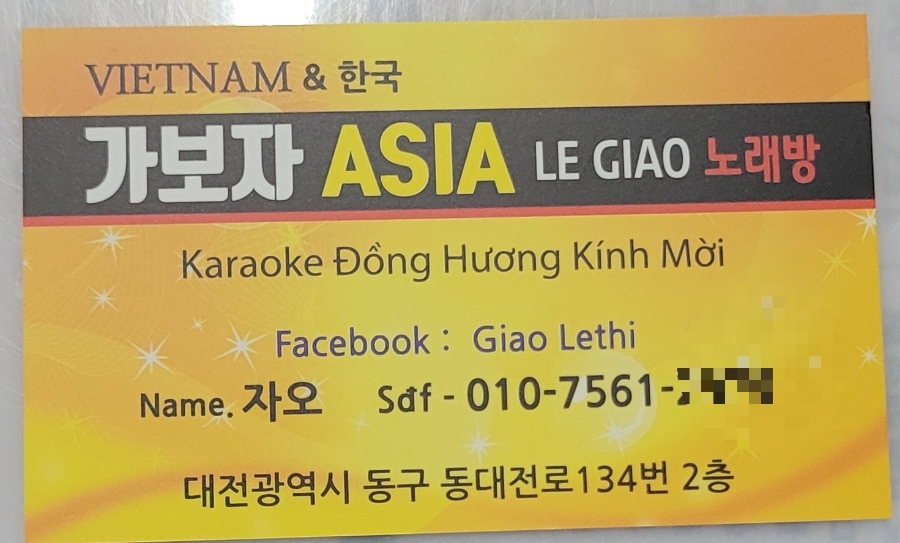 VIETNAM & 한국
가보자 ASIA LE GIAO 노래방
Karaoke Đồng Hương Kính Mời
Facebook : Giao Lethi
Name. 자오 Sđf - 010-7561-
대전광역시 동구 동대전로134번 2층